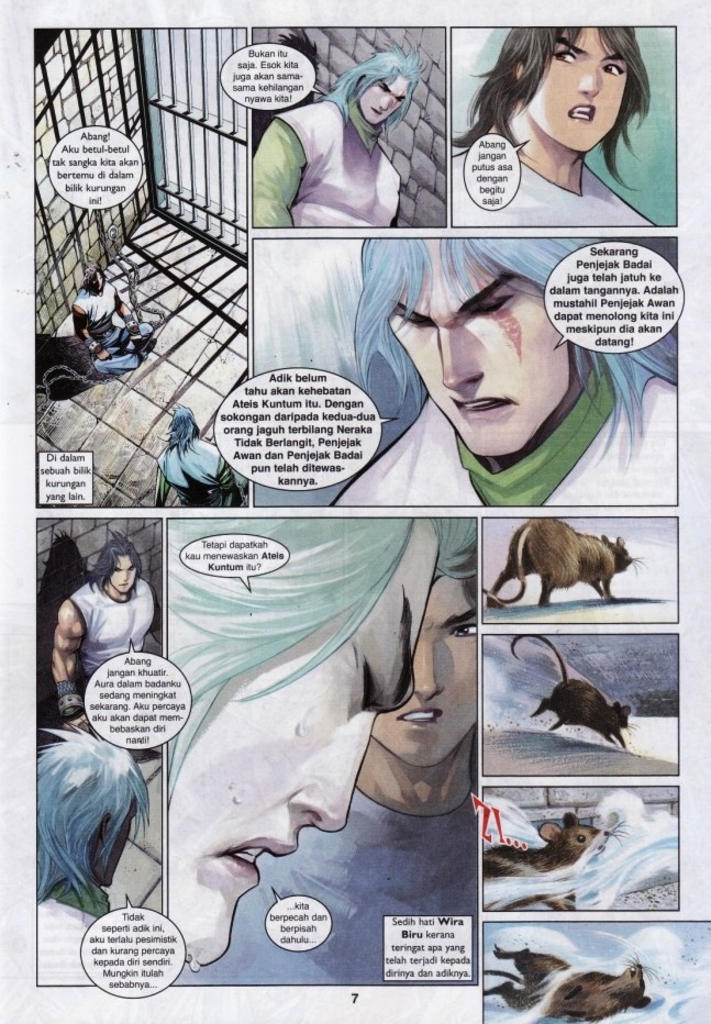 Abang!
Aku betul-betul
tak sangka kita akan
bertemu di dalam
bilik kurungan
ini!
Bukan itu
saja. Esok kita
juga akan sama-
sama kehilangan
nyawa kita!
Abang
jangan
putus asa
dengan
begitu
saja!
Sekarang
Penjejak Badai
juga telah jatuh ke
dalam tangannya. Adalah
mustahil Penjejak Awan
dapat menolong kita ini
meskipun dia akan
datang!
Adik belum
tahu akan kehebatan
Ateis Kuntum itu. Dengan
sokongan daripada kedua-dua
orang jaguh terbilang Neraka
Tidak Berlangit, Penjejak
Awan dan Penjejak Badai
pun telah ditewas-
kannya.
Di dalam
sebuah bilik
kurungan
yang lain.
Tetapi dapatkah
kau menewaskan Ateis
Kuntum itu?
Abang
jangan khuatir.
Aura dalam badanku
sedang meningkat
sekarang. Aku percaya
aku akan dapat mem-
bebaskan diri
nanti!
Tidak
seperti adik ini,
aku terlalu pesimistik
dan kurang percaya
kepada diri sendiri.
Mungkin itulah
sebabnya...
...kita
berpecah dan
berpisah
dahulu...
Sedih hati Wira
Biru kerana
teringat apa yang
telah terjadi kepada
dirinya dan adiknya.
ZI...
7